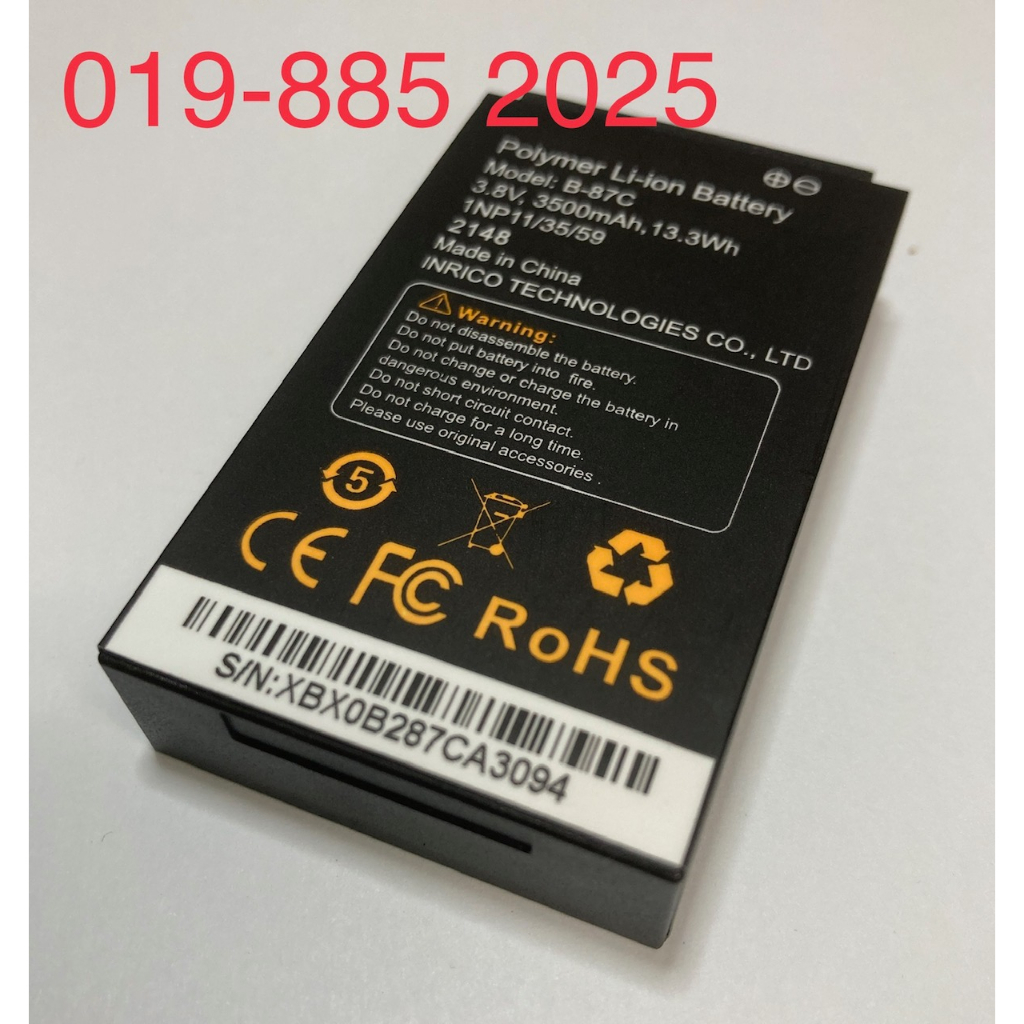 019-885 2025
Polymer Li-ion Battery
Model: B-87C
3.8V, 3500mAh, 13.3Wh
1NP11/35/59
2148
Made in China
INRICO TECHNOLOGIES CO., LTD
Warning:
Do not disassemble the battery.
Do not put battery into fire.
Do not change or charge the battery in
dangerous environment.
Do not short circuit contact.
Do not charge for a long time.
Please use original accessories .
5
CE FC RoHS
S/N:XBX0B287CA3094